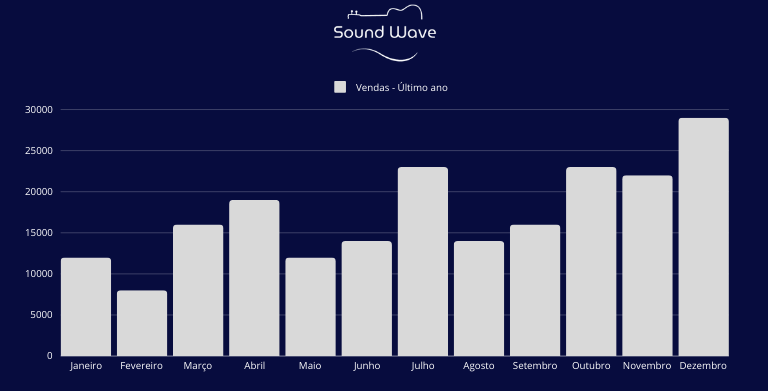 Sound Wave
Vendas - Último ano
30000
25000
20000
15000
10000
5000
0
Janeiro Fevereiro Março Abril Maio Junho Julho Agosto Setembro Outubro Novembro Dezembro